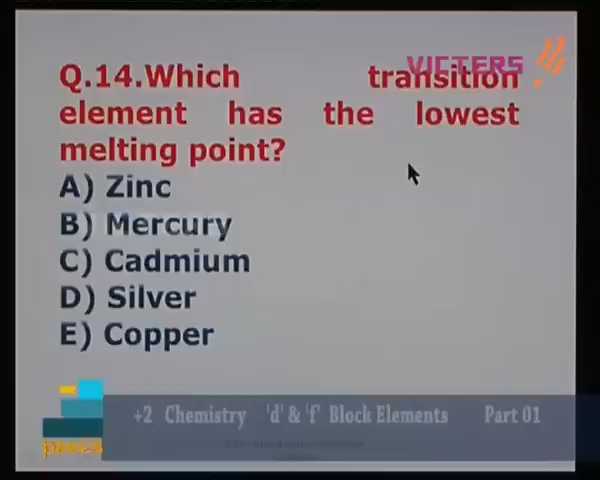 VICTERS
Q.14.Which transition
element has the lowest
melting point?
A) Zinc
B) Mercury
C) Cadmium
D) Silver
E) Copper
+2 Chemistry 'd' & 'f' Block Elements Part 01